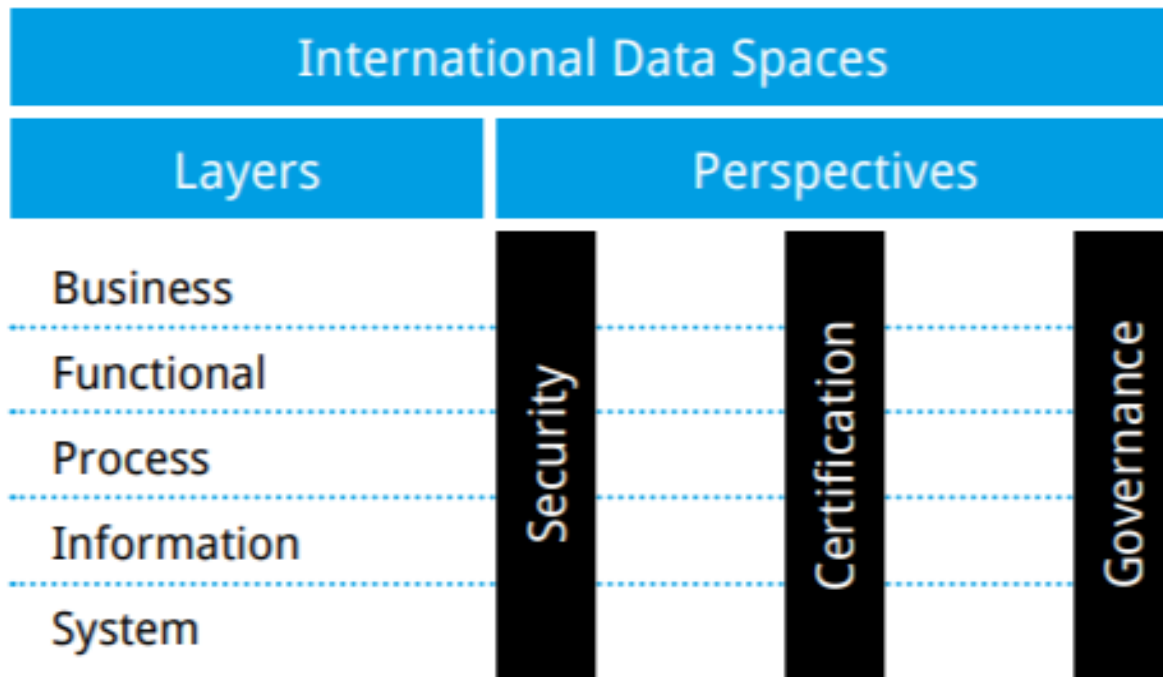 International Data Spaces
Layers
Perspectives
Business
Functional
Process
Information
System
Security
Certification
Governance